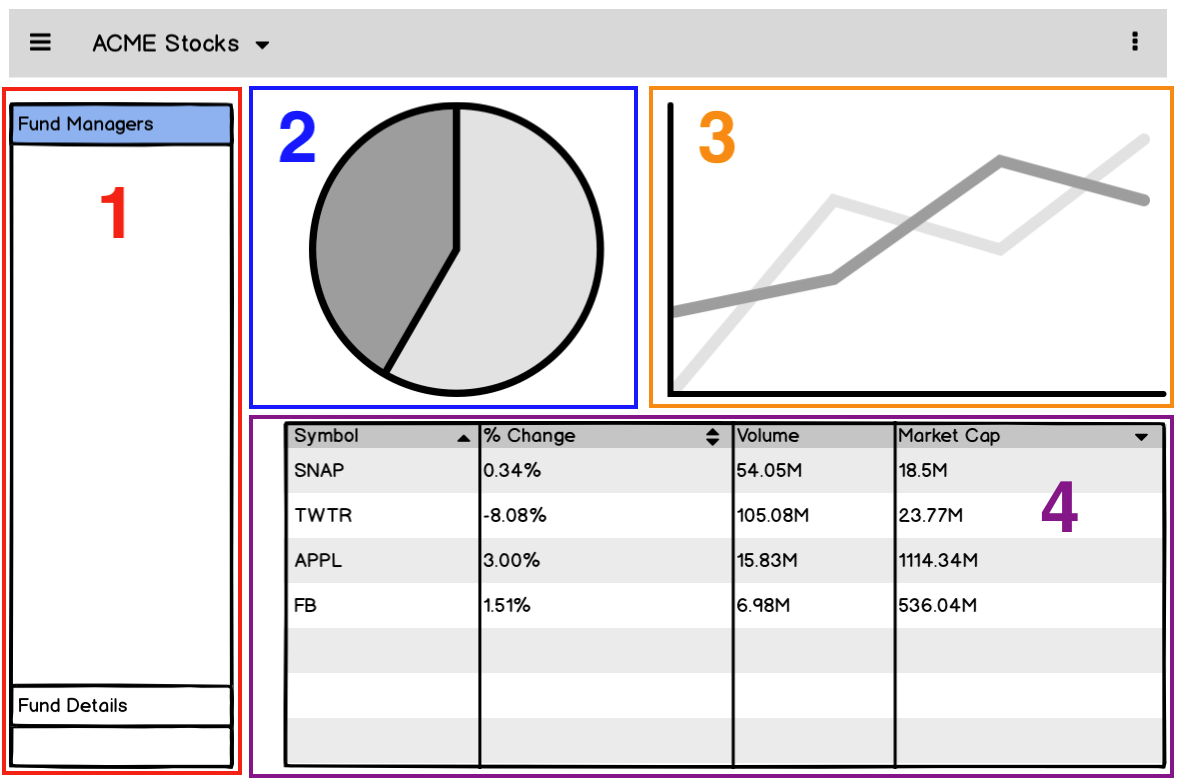 ACME Stocks
Fund Managers
1
2
3
Symbol % Change Volume Market Cap
SNAP 0.34% 54.05M 18.5M
TWTR -8.08% 105.08M 23.77M
APPL 3.00% 15.83M 1114.34M
FB 1.51% 6.98M 536.04M
4
Fund Details